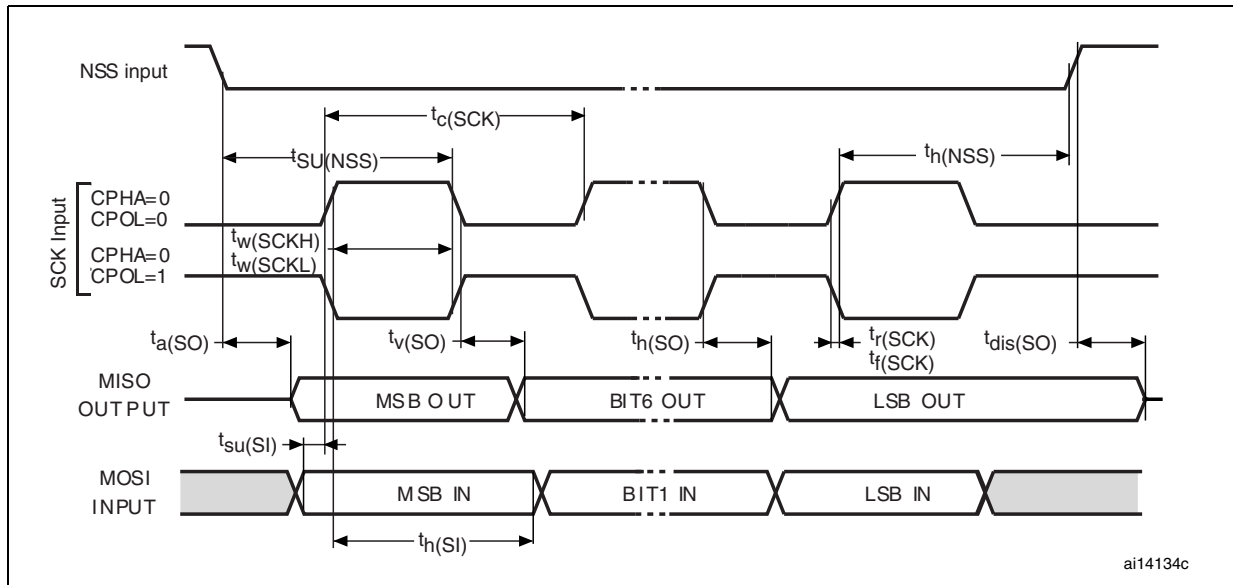 NSS input
tc(SCK)
tSU(NSS)
th(NSS)
SCK Input
CPHA=0
CPOL=0
tw(SCKH)
CPHA=0
tw(SCKL)
CPOL=1
ta(SO)
tv(SO)
th(SO)
tr(SCK)
tf(SCK)
tdis(SO)
MISO
OUTPUT
MSB OUT
BIT6 OUT
LSB OUT
tsu(SI)
MOSI
INPUT
MSB IN
BIT1 IN
LSB IN
th(SI)
ai14134c